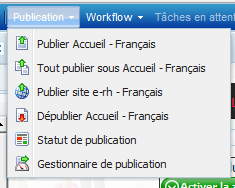 Publication Workflow Tâches en attent
Publier Accueil - Français
Tout publier sous Accueil - Français
Publier site e-rh - Français
Dépublier Accueil - Français
Statut de publication
Gestionnaire de publication
Activer la